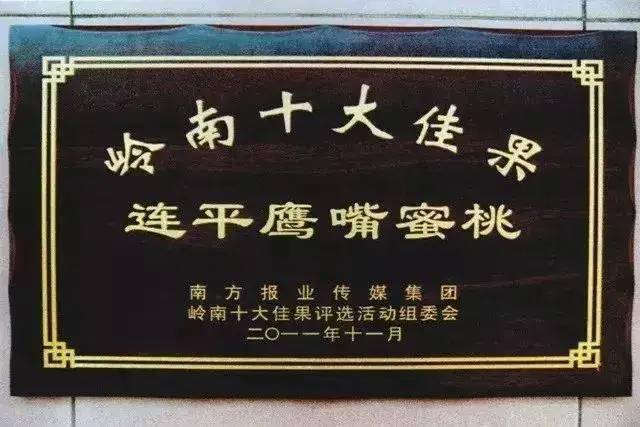 岭南十大佳果
连平鹰嘴蜜桃
南方报业传媒集团
岭南十大佳果评选活动组委会
二〇一一年十一月